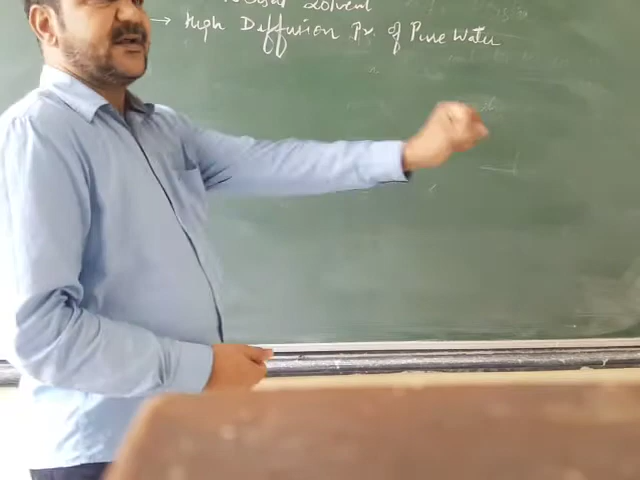 solvent
→ High Diffusion Pr. of Pure Water